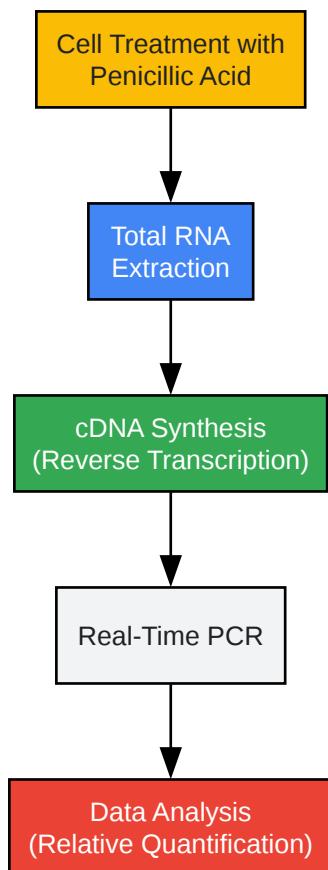 Cell Treatment with
Penicillic Acid
Total RNA
Extraction
cDNA Synthesis
(Reverse Transcription)
Real-Time PCR
Data Analysis
(Relative Quantification)